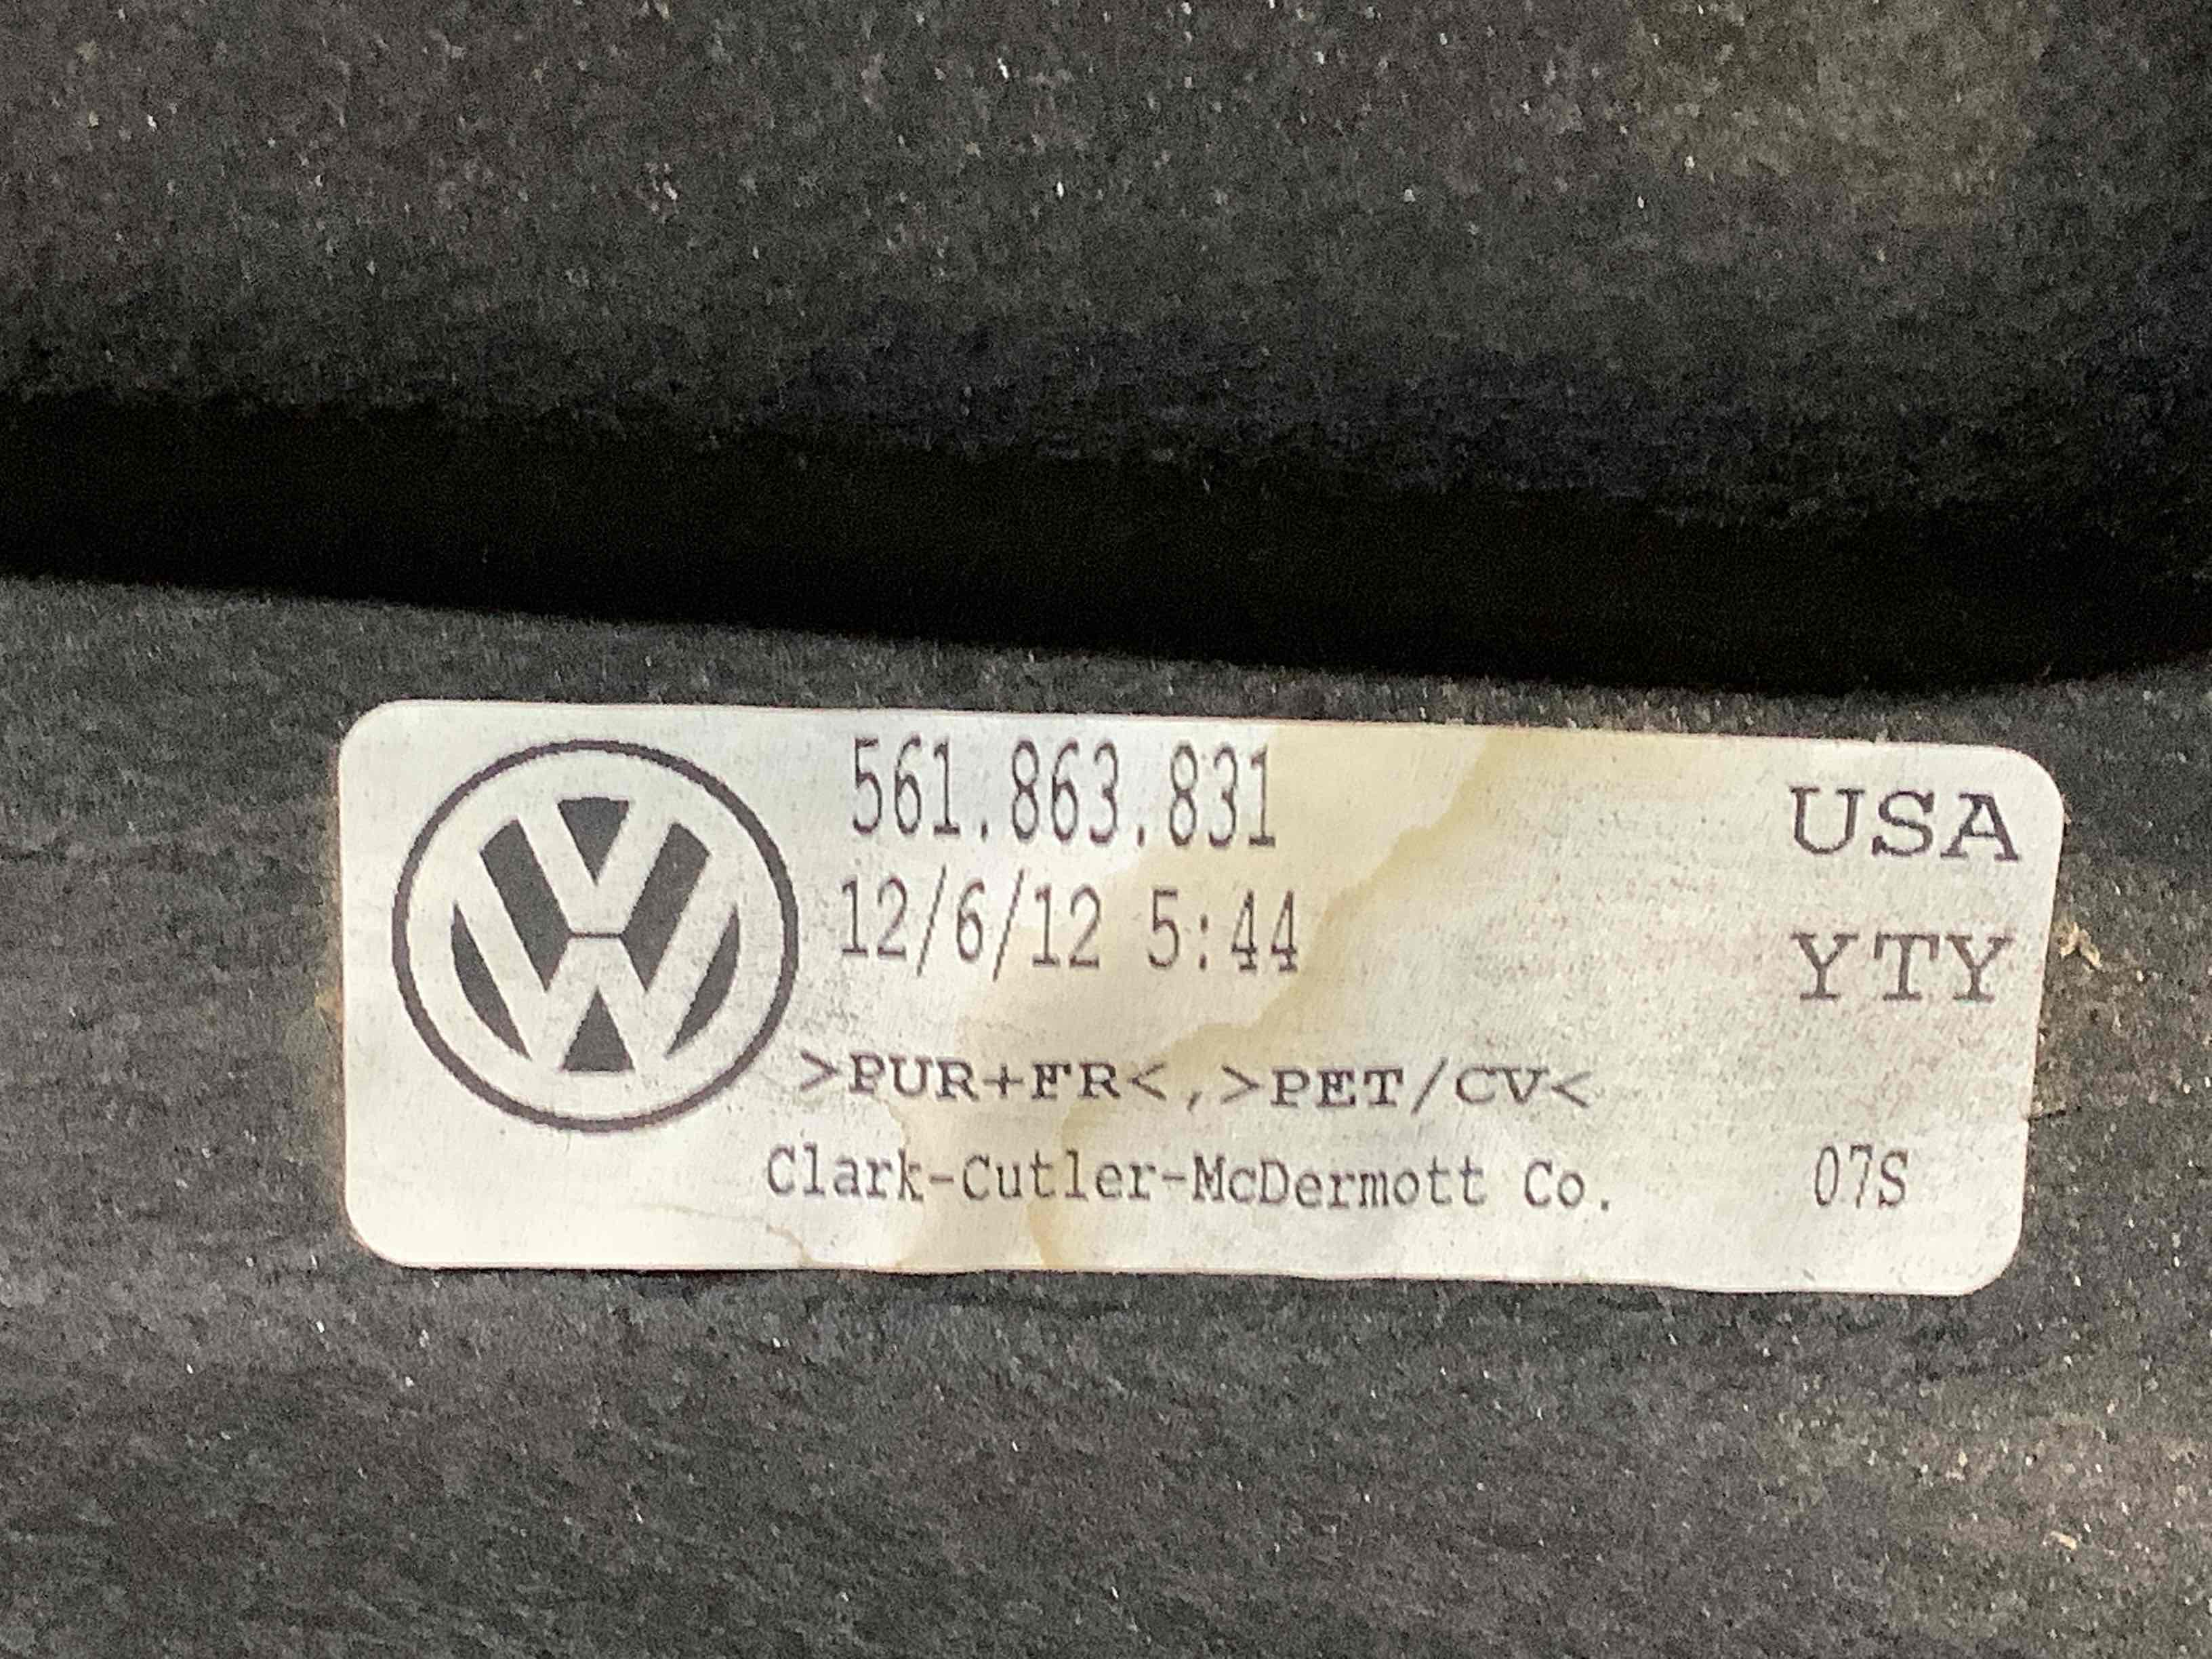 561.863.831
USA
12/6/12 5:44
YTY
>PUR+FR<,>PET/CV<
Clark-Cutler-McDermott Co.
07S